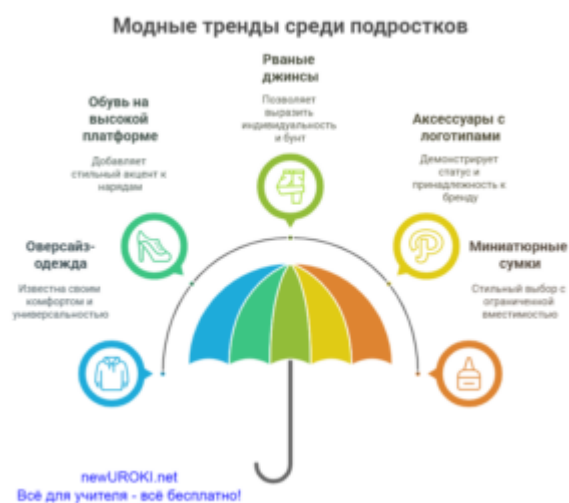 Модные тренды среди подростков
Рваные
джинсы
Позволяет
выразить
индивидуальность
и бунт
Обувь на
высокой
платформе
Добавляет
стильный акцент к
нарядам
Аксессуары с
логотипами
Демонстрирует
статус и
принадлежность к
бренду
Оверсайз-
одежда
Известна своим
комфортом и
универсальностью
Миниатюрные
сумки
Стильный выбор с
ограниченной
вместимостью
newUROKI.net
Всё для учителя - всё бесплатно!